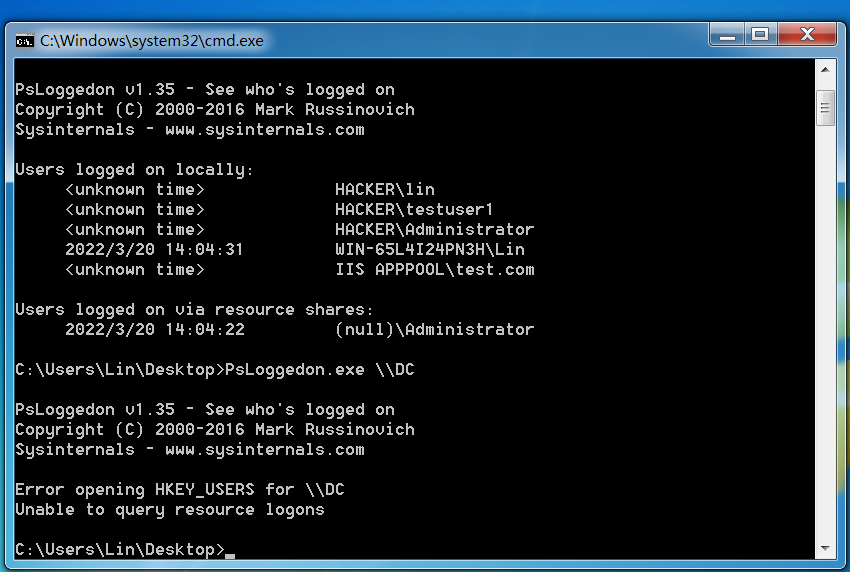 C:\Windows\system32\cmd.exe
PsLoggedon v1.35 - See who's logged on
Copyright (C) 2000-2016 Mark Russinovich
Sysinternals - www.sysinternals.com
Users logged on locally:
<unknown time> HACKER\lin
<unknown time> HACKER\testuser1
<unknown time> HACKER\Administrator
2022/3/20 14:04:31 WIN-65L4I24PN3H\Lin
<unknown time> IIS APPPOOL\test.com
Users logged on via resource shares:
2022/3/20 14:04:22 (null)\Administrator
C:\Users\Lin\Desktop>PsLoggedon.exe \\DC
PsLoggedon v1.35 - See who's logged on
Copyright (C) 2000-2016 Mark Russinovich
Sysinternals - www.sysinternals.com
Error opening HKEY_USERS for \\DC
Unable to query resource logons
C:\Users\Lin\Desktop>